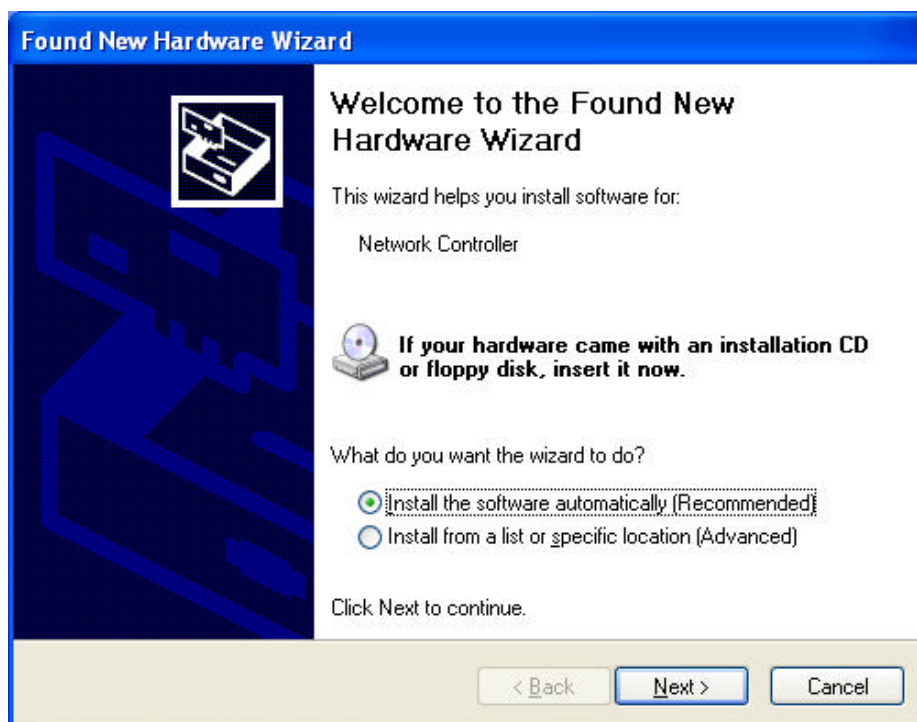 Found New Hardware Wizard
Welcome to the Found New
Hardware Wizard
This wizard helps you install software for:
Network Controller
If your hardware came with an installation CD
or floppy disk, insert it now.
What do you want the wizard to do?
Install the software automatically (Recommended)
Install from a list or specific location (Advanced)
Click Next to continue.
< Back
Next >
Cancel